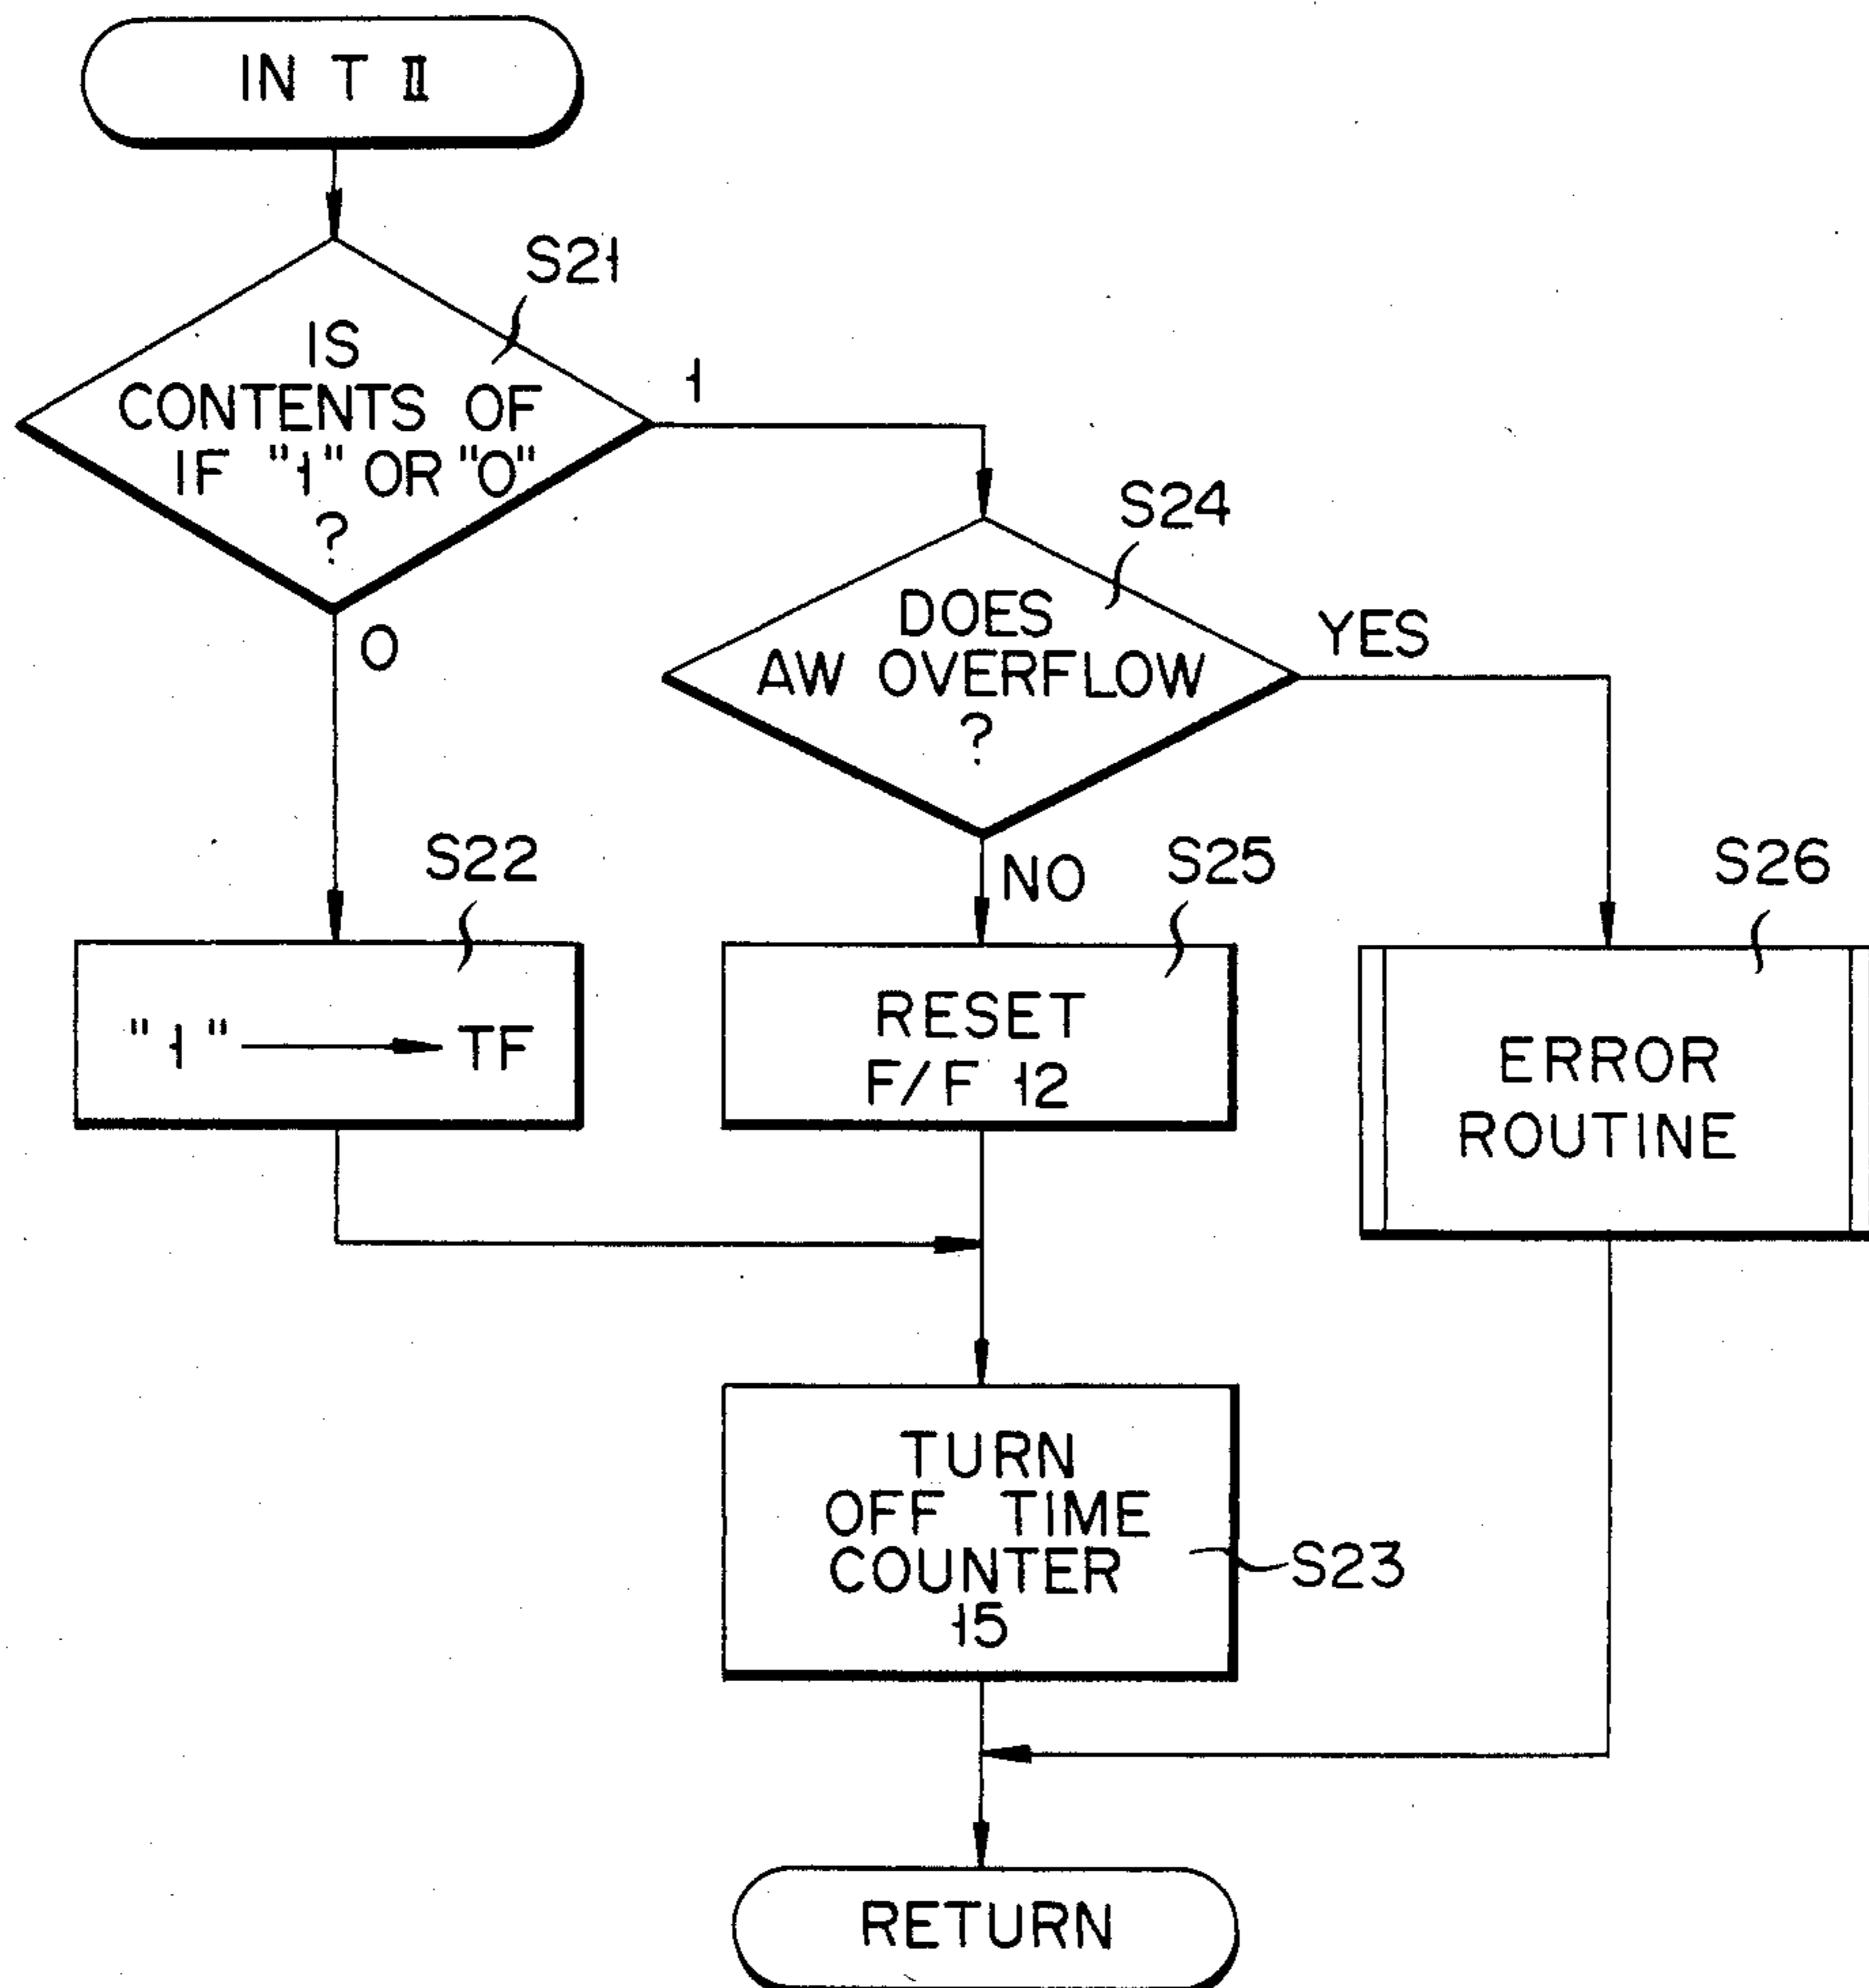 IN T II
S21
IS
CONTENTS OF
IF "1" OR "0"
?
1
0
S24
DOES
AW OVERFLOW
?
YES
NO
S22
"1" → TF
S25
RESET
F/F 12
S26
ERROR
ROUTINE
TURN
OFF TIME
COUNTER
15
S23
RETURN